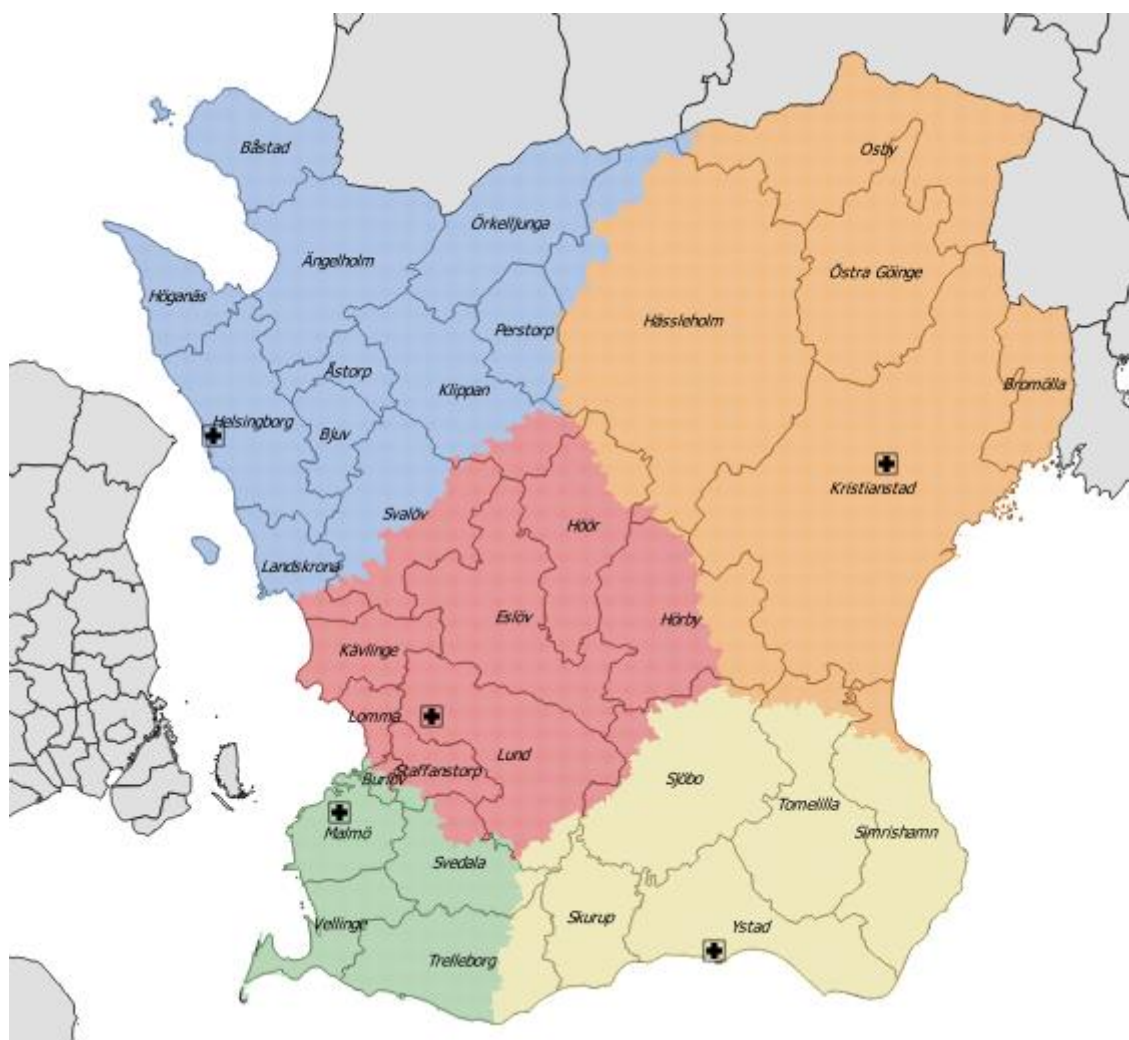 Båstad
Osby
Örkelljunga
Ängelholm
Östra Göinge
Höganäs
Hässleholm
Perstorp
Åstorp
Klippan
Bromölla
Helsingborg
Bjuv
Kristianstad
Svalöv
Höör
Landskrona
Eslöv
Hörby
Kävlinge
Lomma
Lund
Staffanstorp
Burlöv
Sjöbo
Tomelilla
Malmö
Simrishamn
Svedala
Skurup
Vellinge
Ystad
Trelleborg